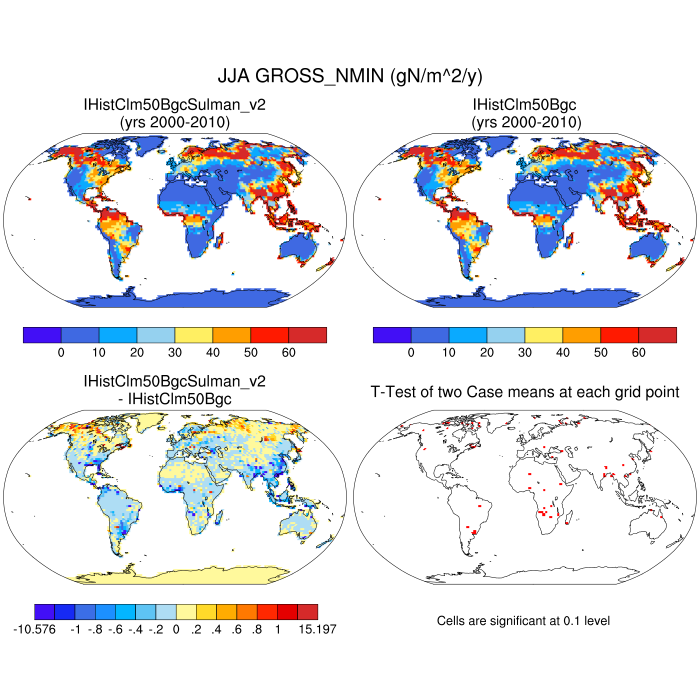 JJA GROSS_NMIN (gN/m^2/y)
IHistClm50BgcSulman_v2
(yrs 2000-2010)
IHistClm50Bgc
(yrs 2000-2010)
0 10 20 30 40 50 60
0 10 20 30 40 50 60
IHistClm50BgcSulman_v2
- IHistClm50Bgc
T-Test of two Case means at each grid point
-10.576 -1 -.8 -.6 -.4 -.2 0 .2 .4 .6 .8 1 15.197
Cells are significant at 0.1 level